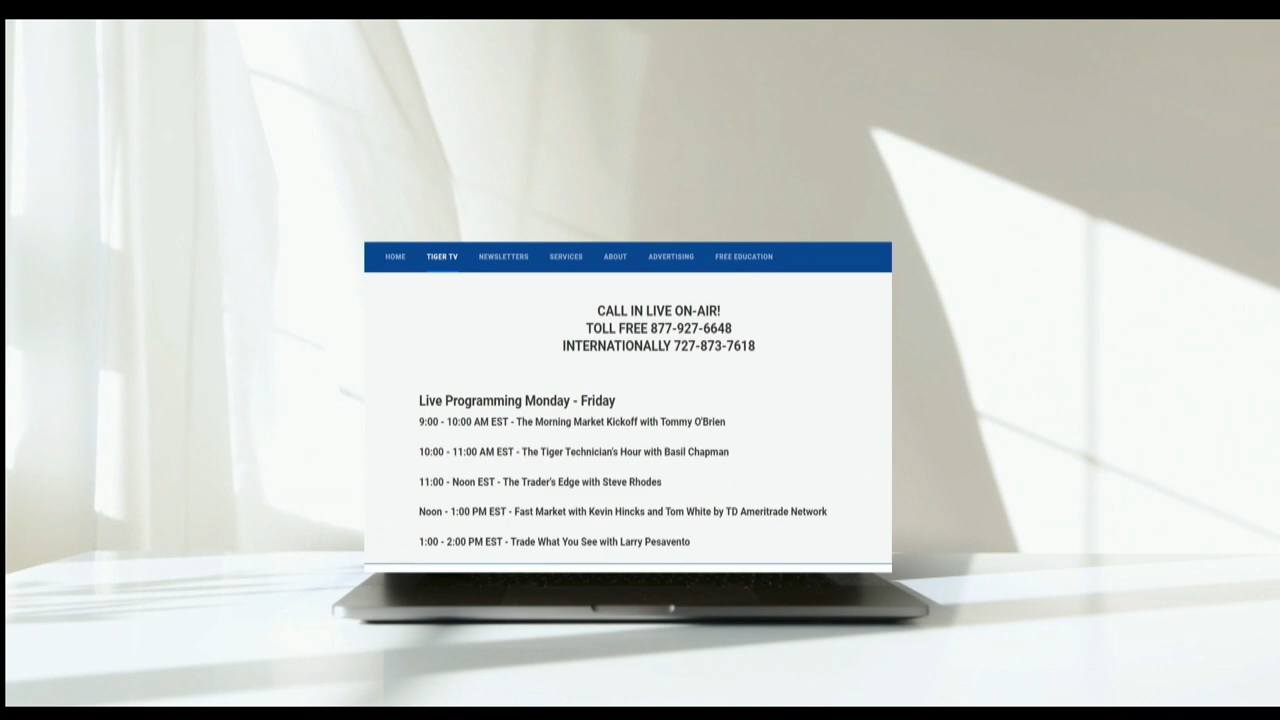 HOME TIGER TV NEWSLETTERS SERVICES ABOUT ADVERTISING FREE EDUCATION
CALL IN LIVE ON-AIR!
TOLL FREE 877-927-6648
INTERNATIONALLY 727-873-7618
Live Programming Monday - Friday
9:00 - 10:00 AM EST - The Morning Market Kickoff with Tommy O'Brien
10:00 - 11:00 AM EST - The Tiger Technician's Hour with Basil Chapman
11:00 - Noon EST - The Trader's Edge with Steve Rhodes
Noon - 1:00 PM EST - Fast Market with Kevin Hincks and Tom White by TD Ameritrade Network
1:00 - 2:00 PM EST - Trade What You See with Larry Pesavento